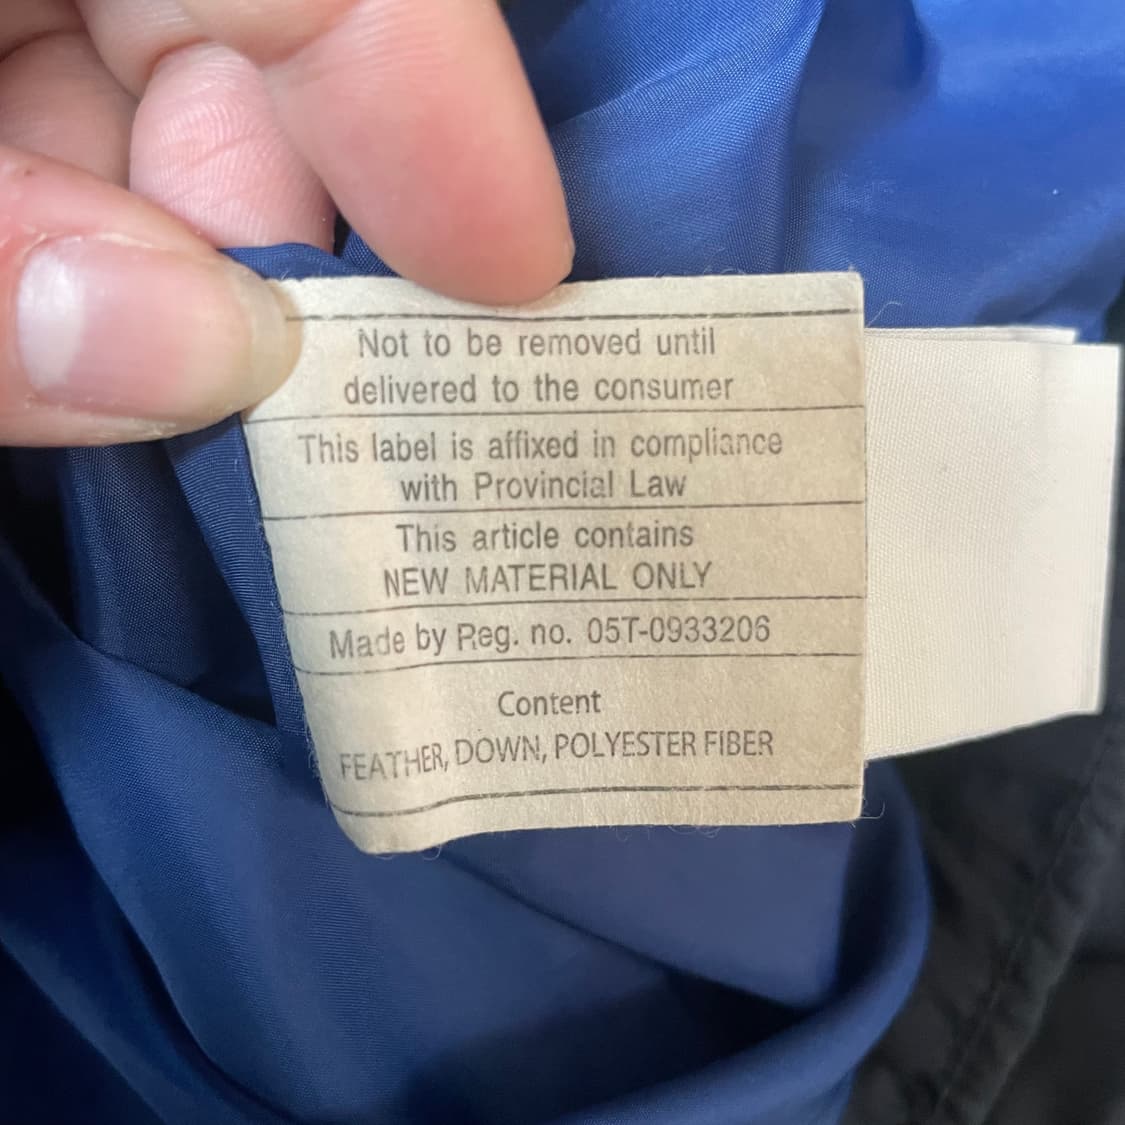 Not to be removed until
delivered to the consumer
This label is affixed in compliance
with Provincial Law
This article contains
NEW MATERIAL ONLY
Made by Reg. no. 05T-0933206
Content
FEATHER, DOWN, POLYESTER FIBER